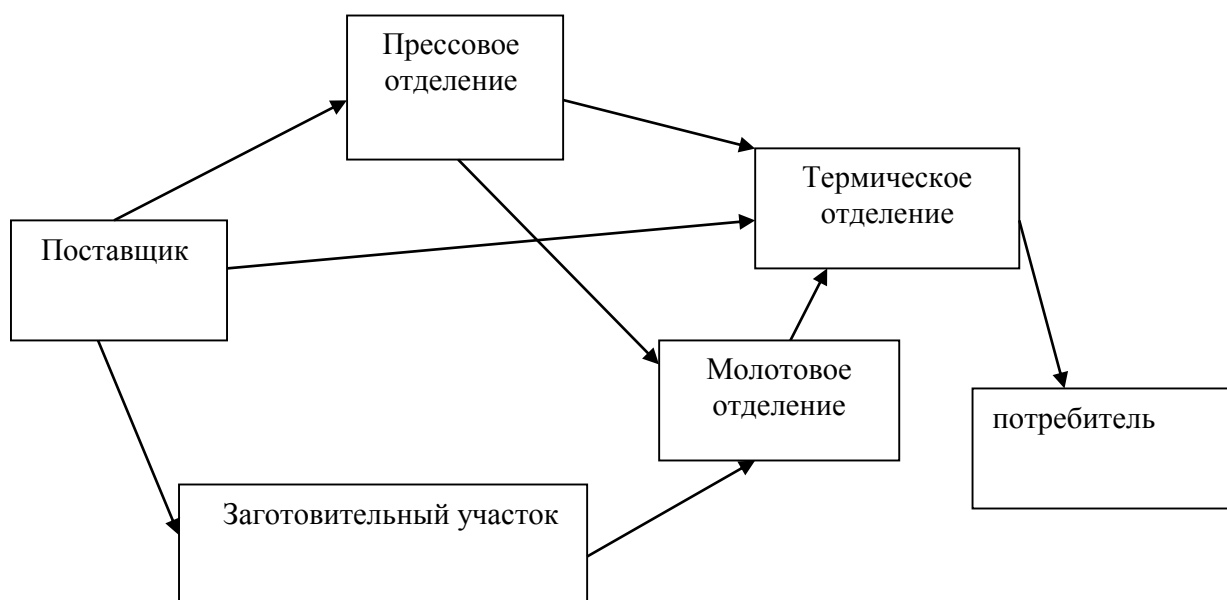 Прессовое
отделение
Термическое
отделение
Поставщик
Молотовое
отделение
потребитель
Заготовительный участок